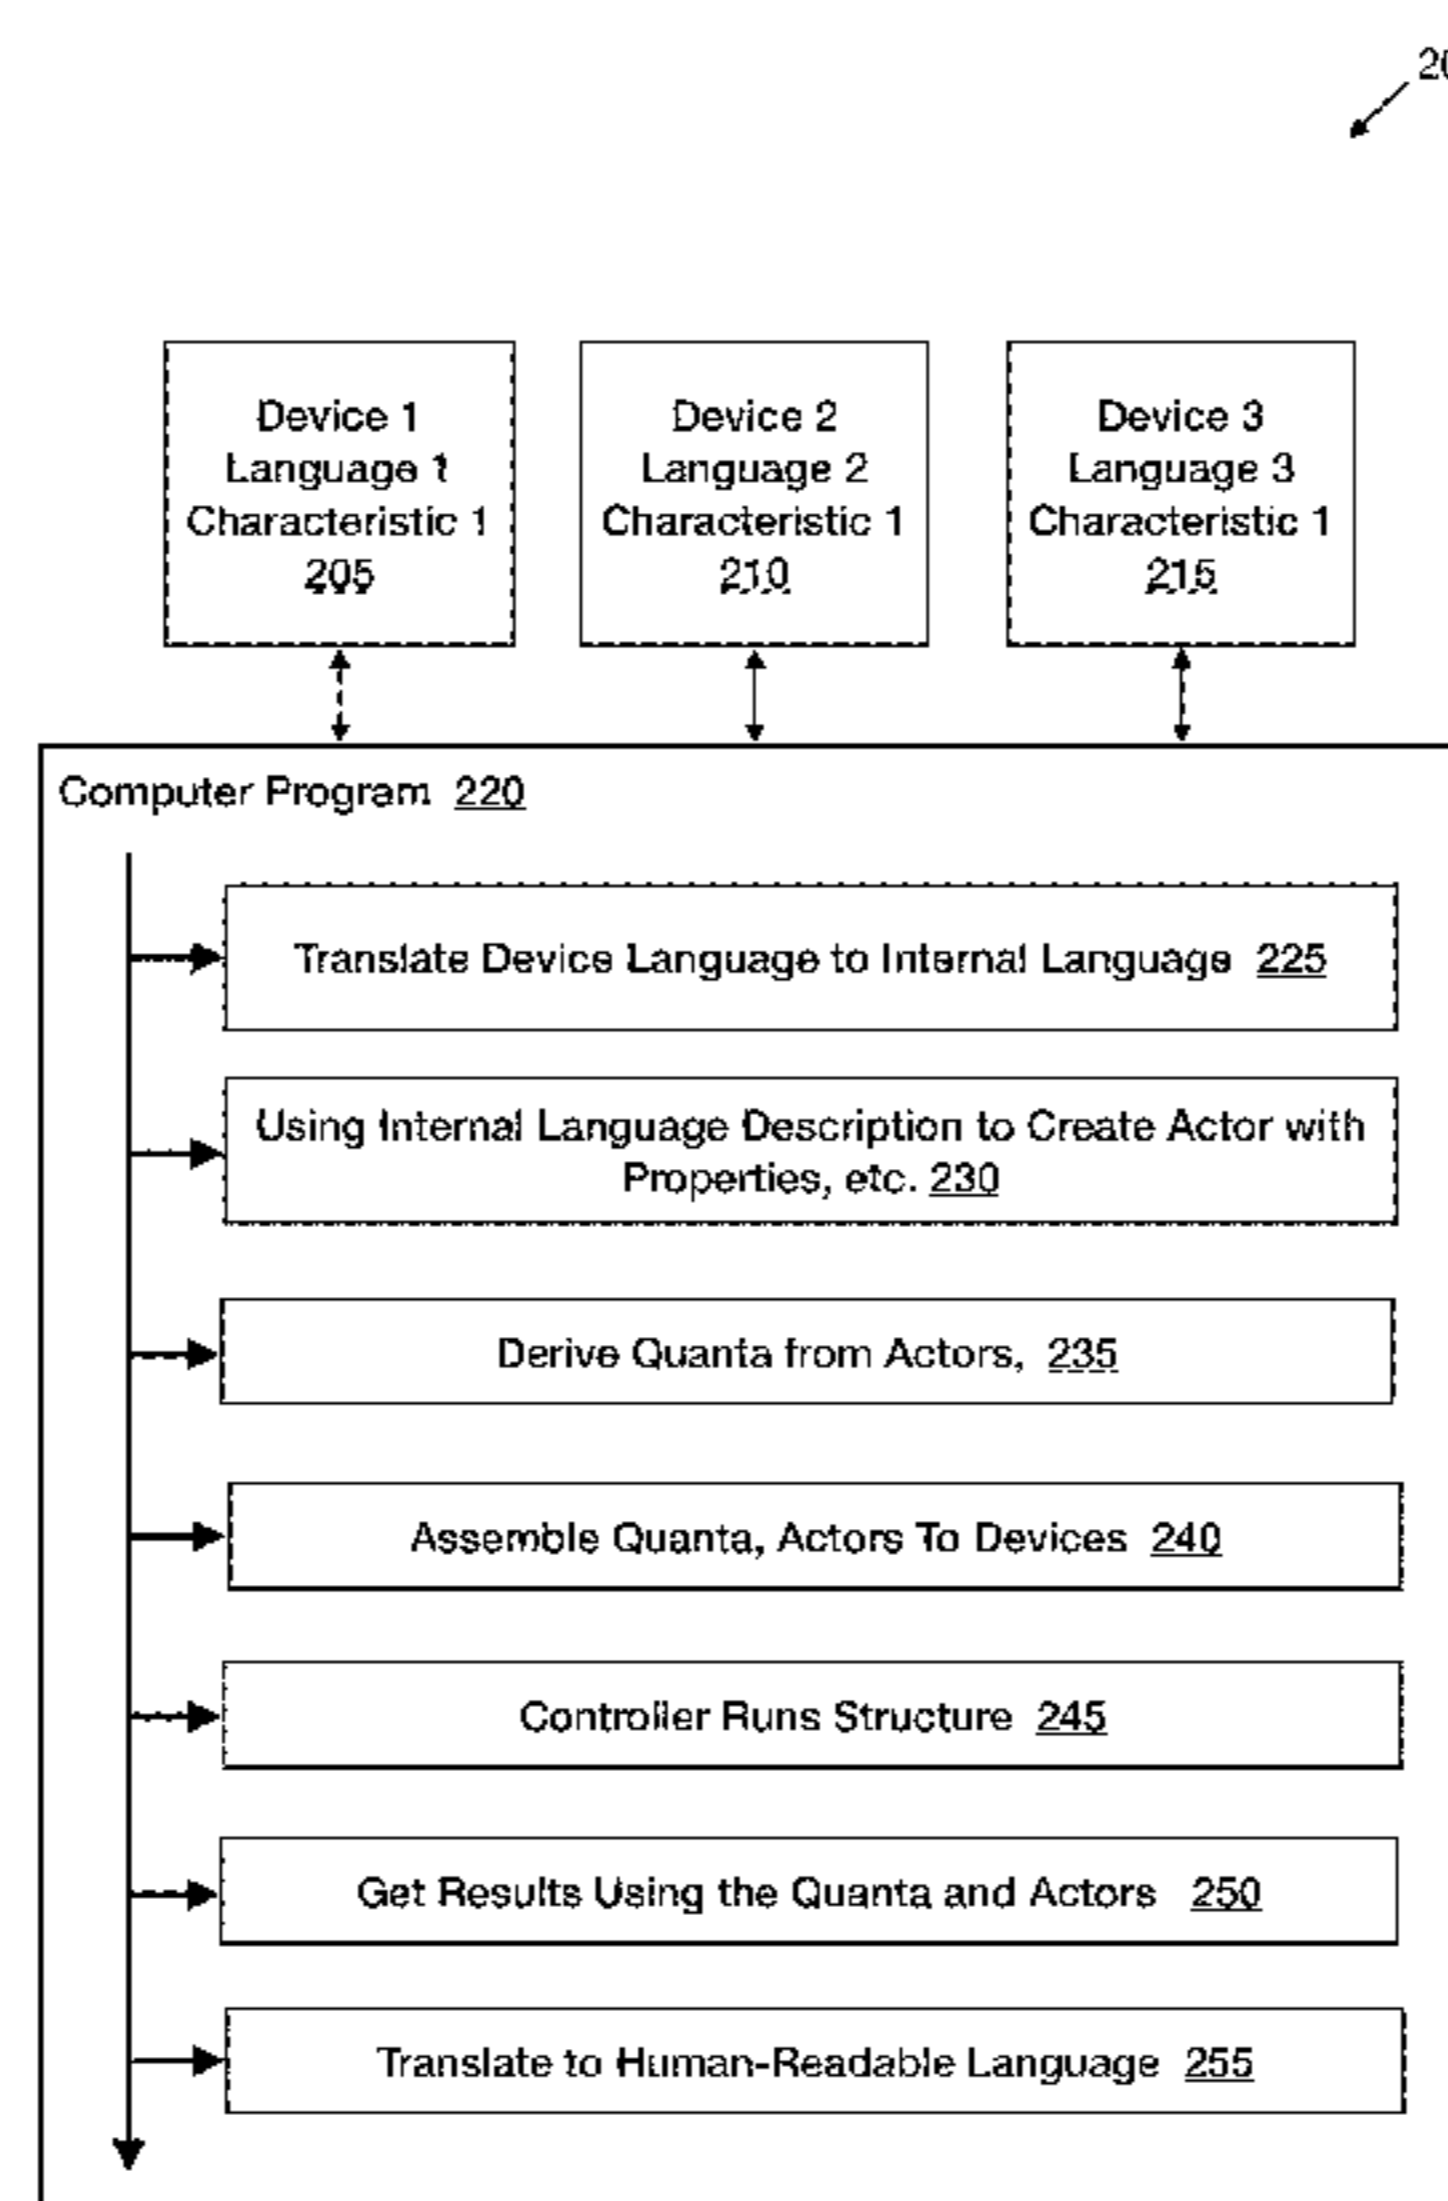 Device 1
Language 1
Characteristic 1
205
Device 2
Language 2
Characteristic 1
210
Device 3
Language 3
Characteristic 1
215
Computer Program 220
Translate Device Language to Internal Language 225
Using Internal Language Description to Create Actor with
Properties, etc. 230
Derive Quanta from Actors, 235
Assemble Quanta, Actors To Devices 240
Controller Runs Structure 245
Get Results Using the Quanta and Actors 250
Translate to Human-Readable Language 255